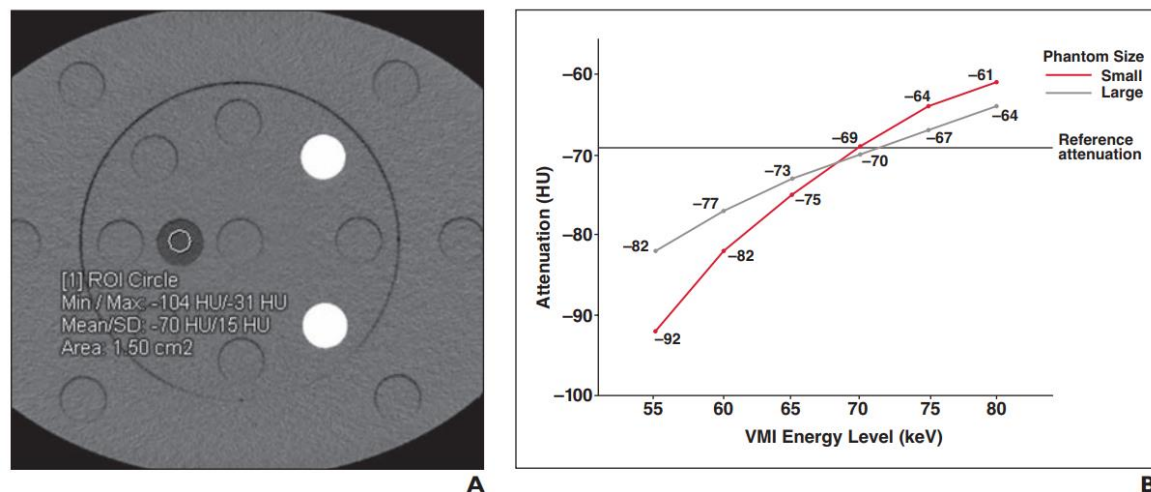 [1] ROI Circle
Min / Max: -104 HU/-31 HU
Mean/SD: -70 HU/15 HU
Area: 1.50 cm2
A
Attenuation (HU)
–60
–70
–80
–90
–100
55
60
65
70
75
80
VMI Energy Level (keV)
–82
–77
–73
–70
–67
–64
–92
–82
–75
–69
–64
–61
Phantom Size
Small
Large
Reference
attenuation
B